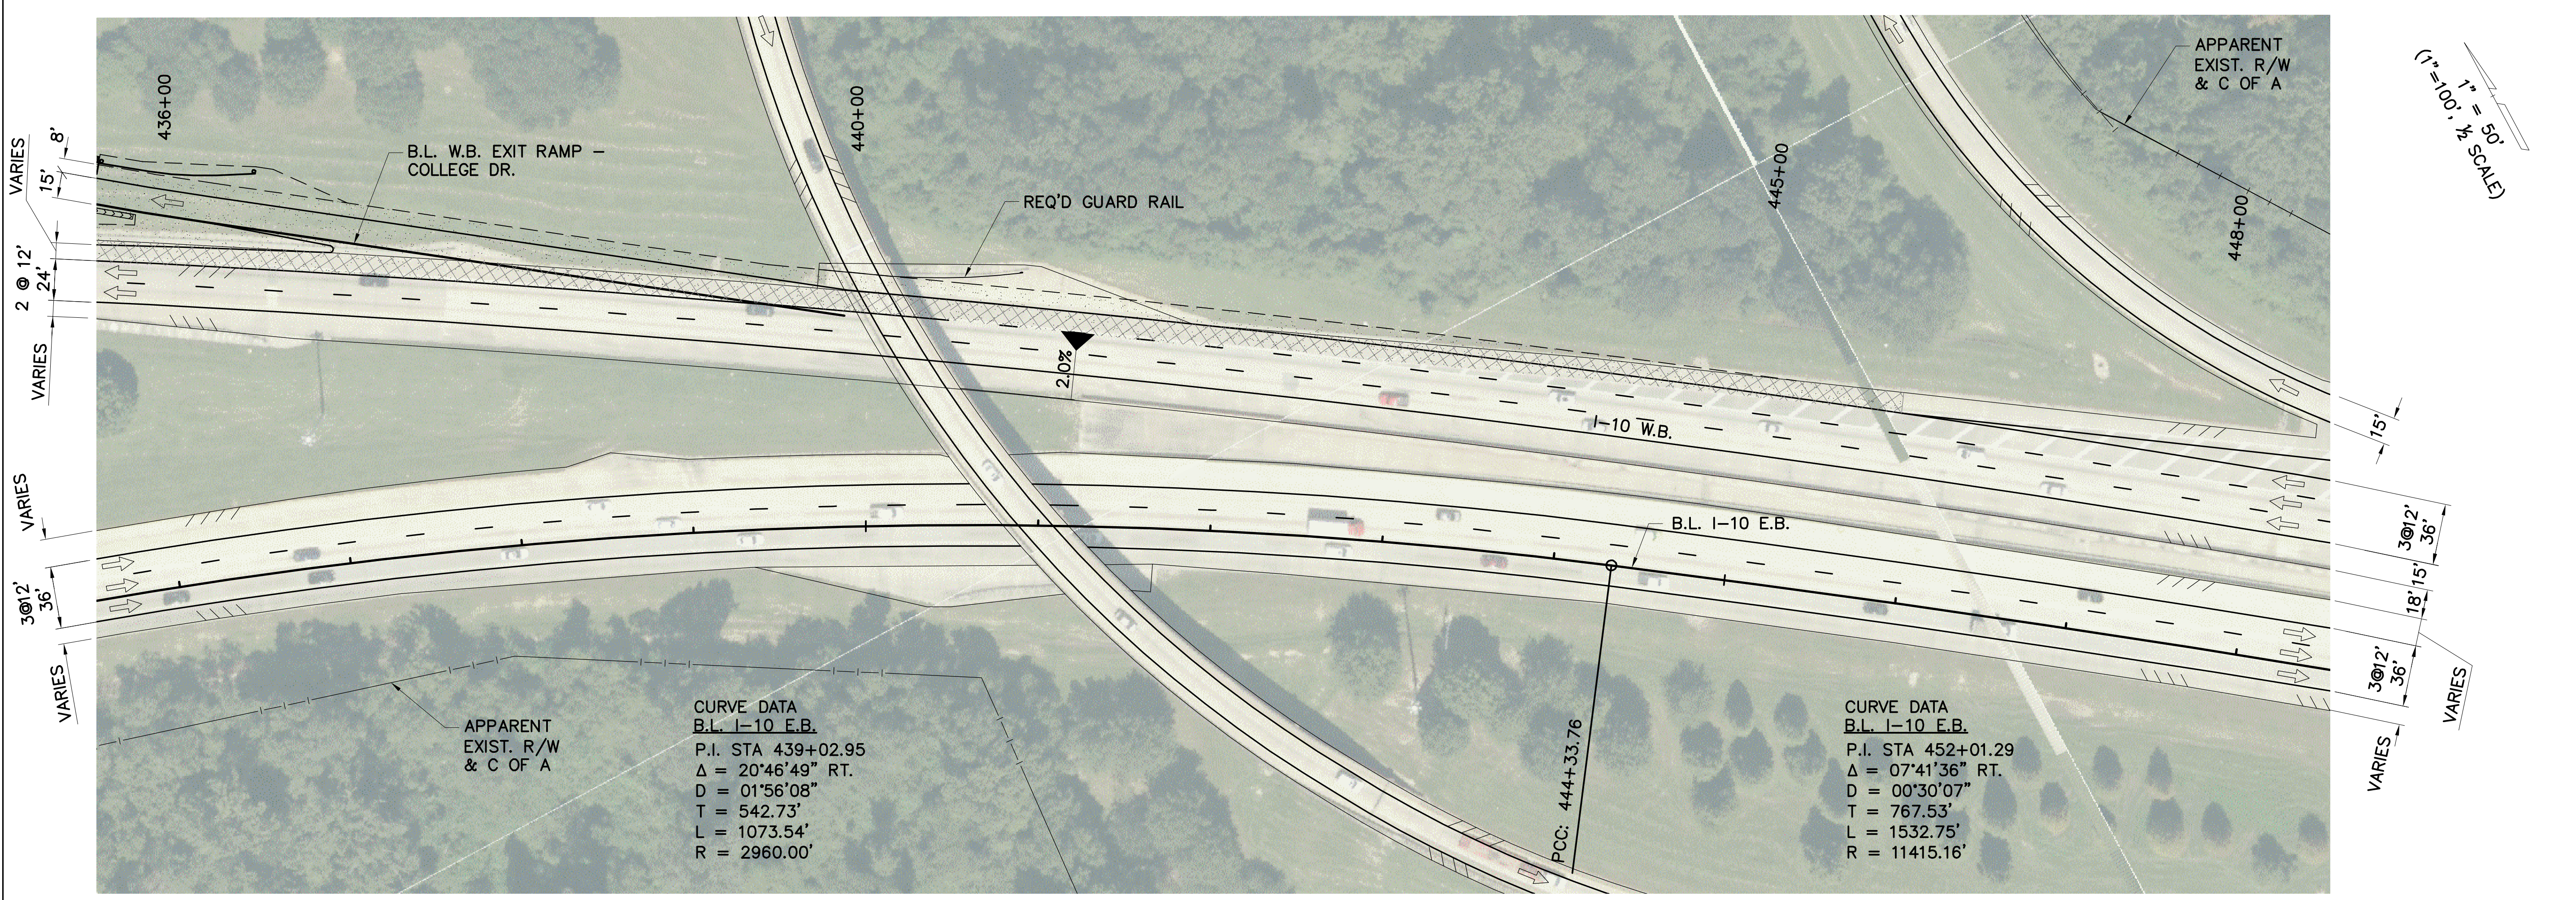 APPARENT
EXIST. R/W
& C OF A
1" = 50'
(1"=100', ½ SCALE)
436+00
440+00
445+00
448+00
VARIES
8'
15'
2 @ 12'
24'
VARIES
B.L. W.B. EXIT RAMP –
COLLEGE DR.
REQ'D GUARD RAIL
2.0%
I-10 W.B.
15'
VARIES
3@12'
36'
VARIES
B.L. I-10 E.B.
3@12'
36'
15'
18'
3@12'
36'
VARIES
VARIES
APPARENT
EXIST. R/W
& C OF A
CURVE DATA
B.L. I-10 E.B.
P.I. STA 439+02.95
Δ = 20°46'49" RT.
D = 01°56'08"
T = 542.73'
L = 1073.54'
R = 2960.00'
PCC: 444+33.76
CURVE DATA
B.L. I-10 E.B.
P.I. STA 452+01.29
Δ = 07°41'36" RT.
D = 00°30'07"
T = 767.53'
L = 1532.75'
R = 11415.16'